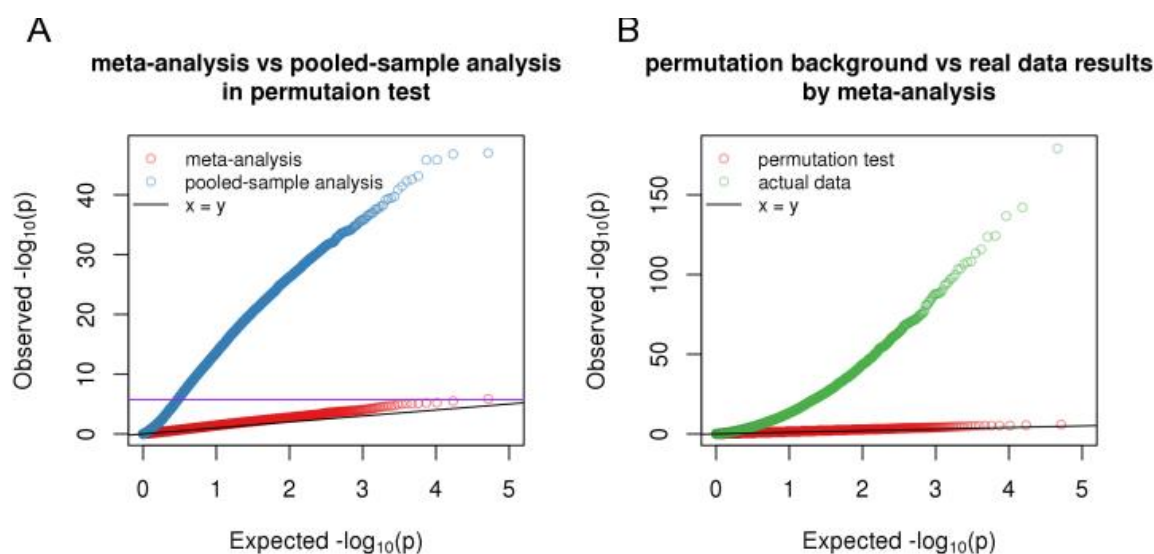 A
meta-analysis vs pooled-sample analysis
in permutaion test
meta-analysis
pooled-sample analysis
x = y
Observed -log10(p)
0
10
20
30
40
0 1 2 3 4 5
Expected -log10(p)
B
permutation background vs real data results
by meta-analysis
permutation test
actual data
x = y
Observed -log10(p)
0
50
100
150
0 1 2 3 4 5
Expected -log10(p)